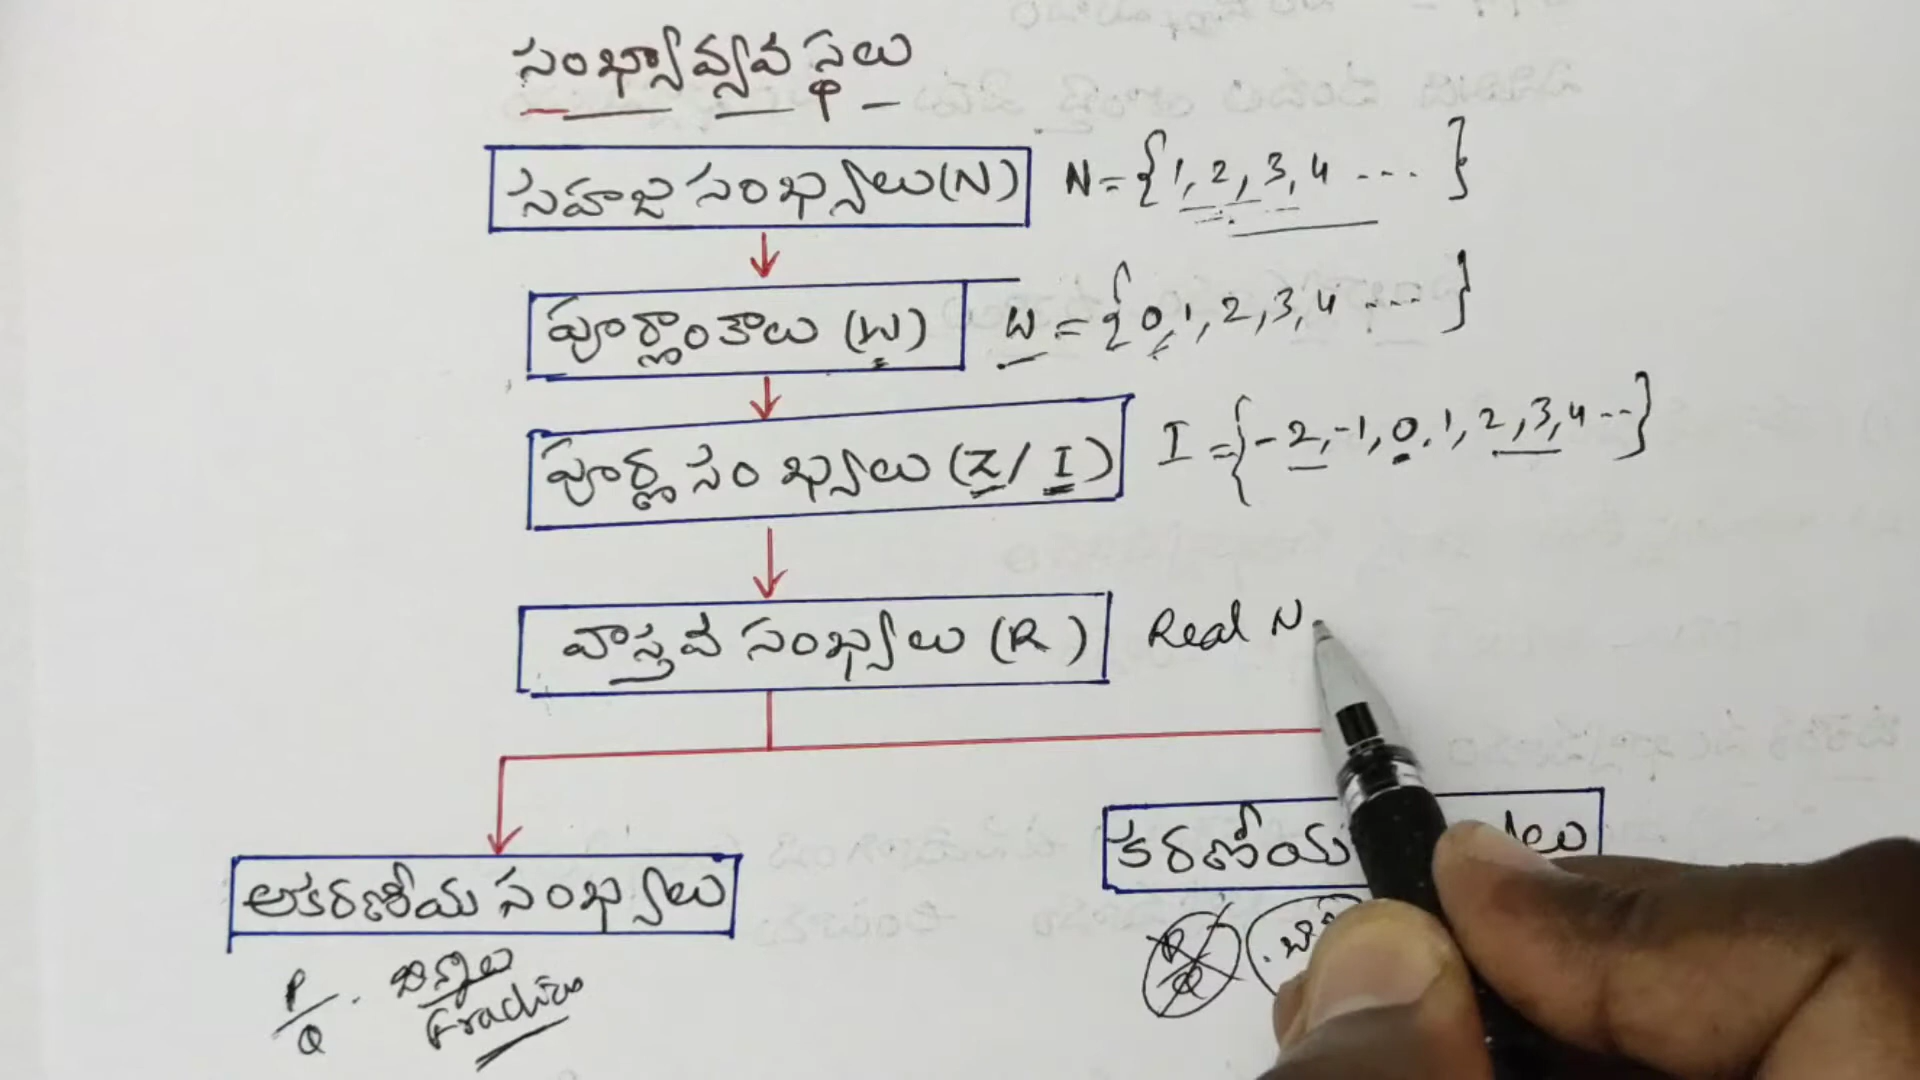 సంఖ్యావ్యవస్థలు
సహజ సంఖ్యలు(N) N={1, 2, 3, 4 ....}
పూర్ణాంకాలు (W) W = {0, 1, 2, 3, 4 ....}
పూర్ణ సంఖ్యలు (Z/ I) I ={-2, -1, 0, 1, 2, 3, 4 ...}
వాస్తవ సంఖ్యలు (R) Real N
అకరణీయ సంఖ్యలు
కరణీయ
P/Q .
Fraction
P/Q